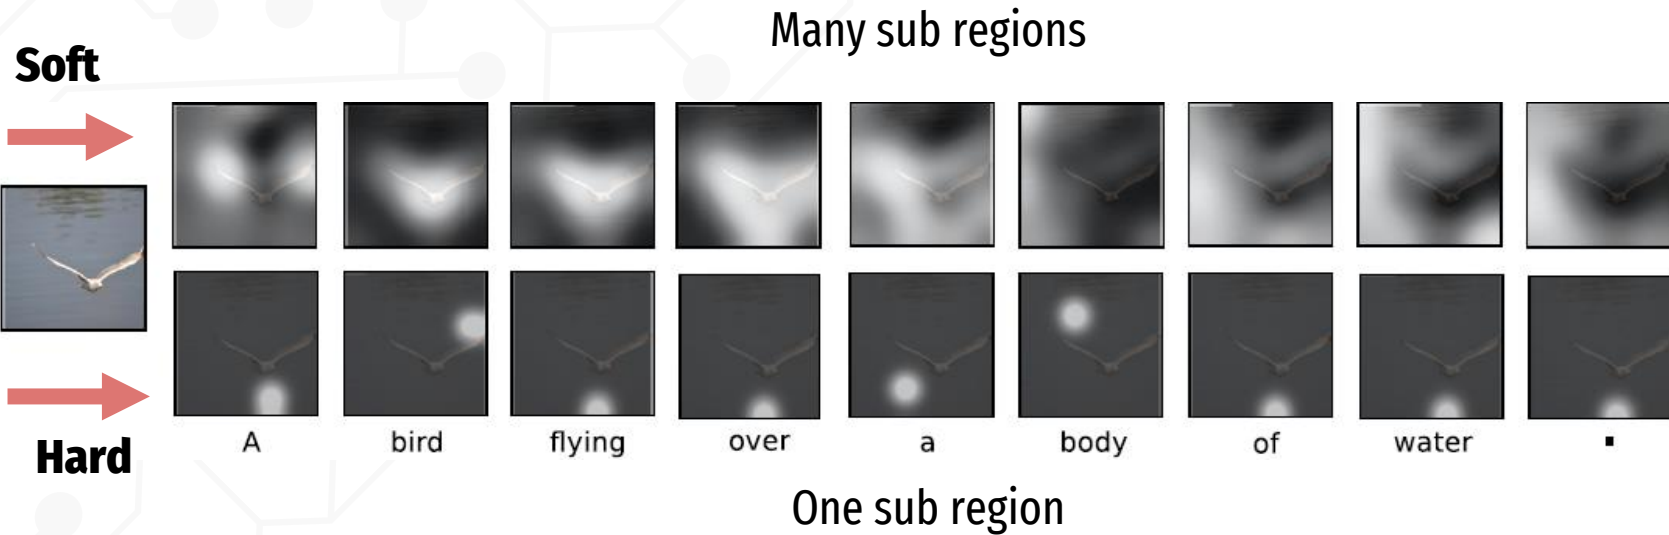 Many sub regions
Soft
A bird flying over a body of water .
Hard
One sub region